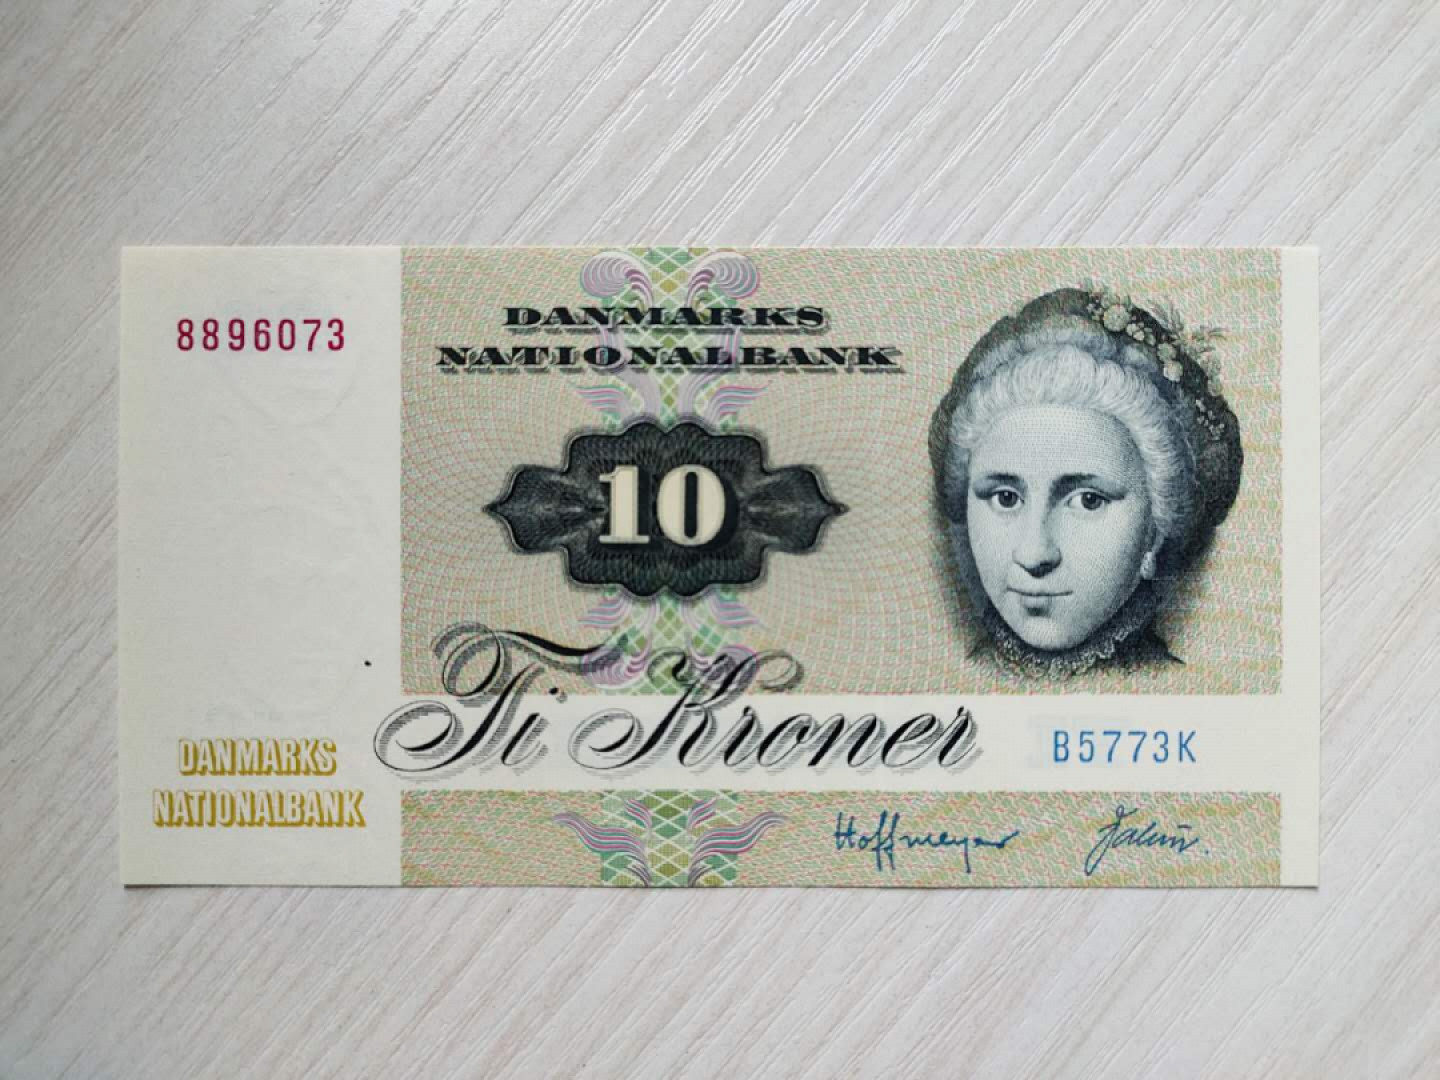 8896073
DANMARKS
NATIONALBANK
10
Ti Kroner
B5773K
DANMARKS
NATIONALBANK
Hoffmeyer